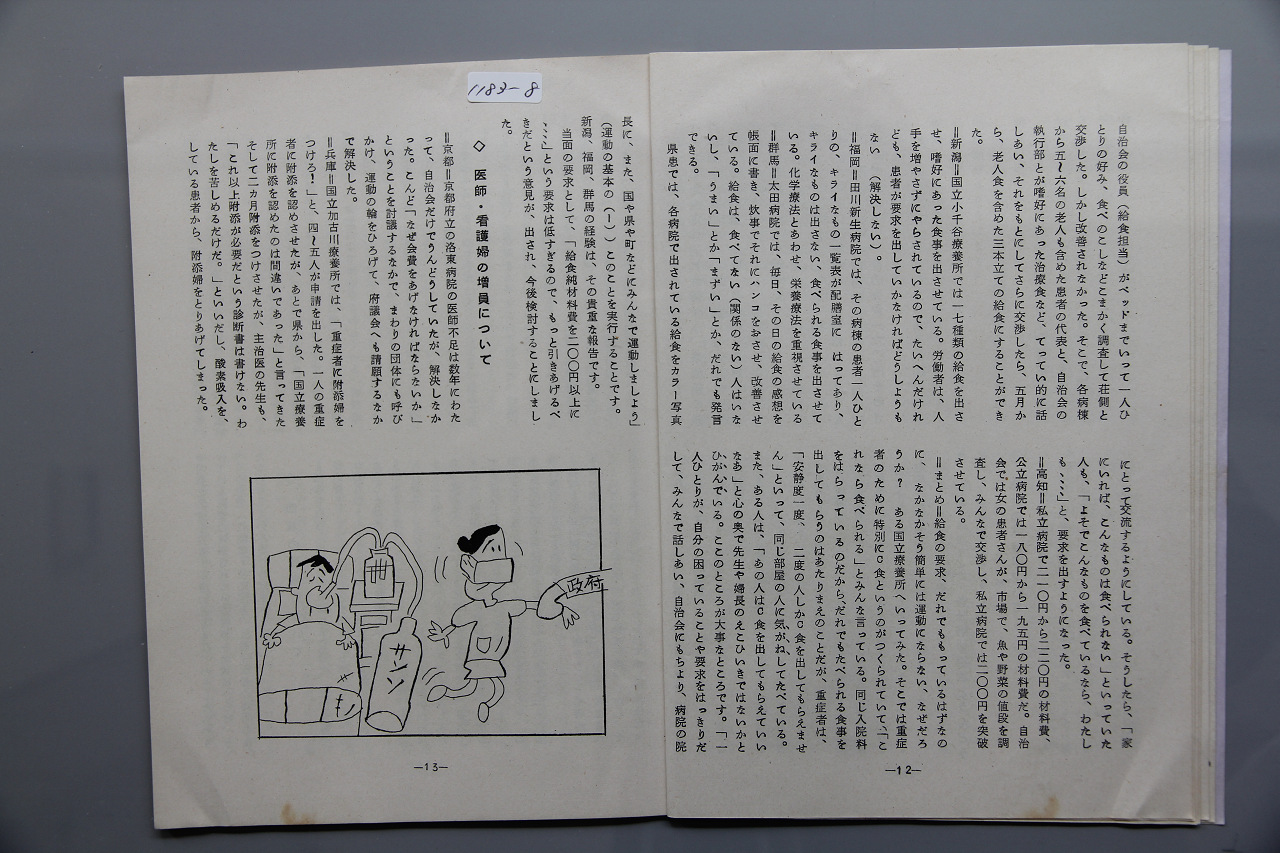 自治会の役員（給食担当）がベッドまでいって一人ひ
とりの好み、食べのこしなどこまかく調査して荘側と
交渉した。しかし改善されなかった。そこで、各病棟
から五～六名の老人も含めた患者の代表と、自治会の
執行部とが嗜好にあった治療食など、てってい的に話
しあい、それをもとにしてさらに交渉したら、五月か
ら、老人食を含めた三本立ての給食にすることができ
た。
＝新潟＝国立小千谷療養所では一七種類の給食を出さ
せ、嗜好にあった食事を出させている。労働者は、人
手を増やさずにやらされているので、たいへんだけれ
ども、患者が要求を出していかなければどうしようも
ない（解決しない）。
＝福岡＝田川新生病院では、その病棟の患者一人ひと
りの、キライなもの一覧表が配膳室に はってあり、
キライなものは出さない、食べられる食事を出させて
いる。化学療法とあわせ、栄養療法を重視させている
＝群馬＝太田病院では、毎日、その日の給食の感想を
帳面に書き、炊事でそれにハンコをおさせ、改善させ
ている。給食は、食べてない（関係のない）人はいな
いし、「うまい」とか「まずい」とか、だれでも発言
できる。
県患では、各病院で出されている給食をカラー写真
にとって交流するようにしている。そうしたら、「家
にいれば、こんなものは食べられない」といっていた
人も、「よそでこんなものを食べているなら、わたし
も、……」と、要求を出すようになった。
＝高知＝私立病院で二一〇円から二二〇円の材料費、
公立病院では一八〇円から一九五円の材料費だ。自治
会では女の患者さんが、市場で、魚や野菜の値段を調
査し、みんなで交渉し、私立病院では二〇〇円を突破
させている。
＝まとめ＝給食の要求、だれでももっているはずなの
に、なかなかそう簡単には運動にならない、なぜだろ
うか？ ある国立療養所へいってみた。そこでは重症
者のために特別にC食というのがつくられていて、「こ
れなら食べられる」とみんな言っている。同じ入院料
をはらっているのだから、だれでもたべられる食事を
出してもらうのはあたりまえのことだが、重症者は、
「安静度一度、 二度の人しかC食を出してもらえませ
ん」といって、同じ部屋の人に気がねしてたべている。
また、ある人は、「あの人はC食を出してもらえていい
なあ」と心の奥で先生や婦長のえこひいきではないかと
ひがんでいる。ここのところが大事なところです。「一
人ひとりが、自分の困っていることや要求をはっきりだ
して、みんなで話しあい、自治会にもちより、病院の院
—12—
1183-8
長に、また、国や県や町などにみんなで運動しましょう」
（運動の基本の（1））このことを実行することです。
新潟、福岡、群馬の経験は、その貴重な報告です。
当面の要求として、「給食純材料費を二〇〇円以上に
……」という要求は低すぎるので、もっと引きあげるべ
きだという意見が、出され、今後検討することにしまし
た。
◇ 医師・看護婦の増員について
＝京都＝京都府立の洛東病院の医師不足は数年にわた
って、自治会だけでうんどうしていたが、解決しなか
った。こんど「なぜ会費をあげなければならないか」
ということを討議するなかで、まわりの団体にも呼び
かけ、運動の輪をひろげて、府議会へも請願するなか
で解決した。
＝兵庫＝国立加古川療養所では、「重症者に附添婦を
つけろ！」と、四～五人が申請を出した。一人の重症
者に附添を認めさせたが、あとで県から、「国立療養
所に附添を認めたのは間違いであった」と言ってきた
そして二カ月附添をつけさせたが、主治医の先生も、
「これ以上附添が必要だという診断書は書けない。わ
たしを苦しめるだけだ。」といいだし、酸素吸入を、
している患者から、附添婦をとりあげてしまった。
政府
サンソ
—13—